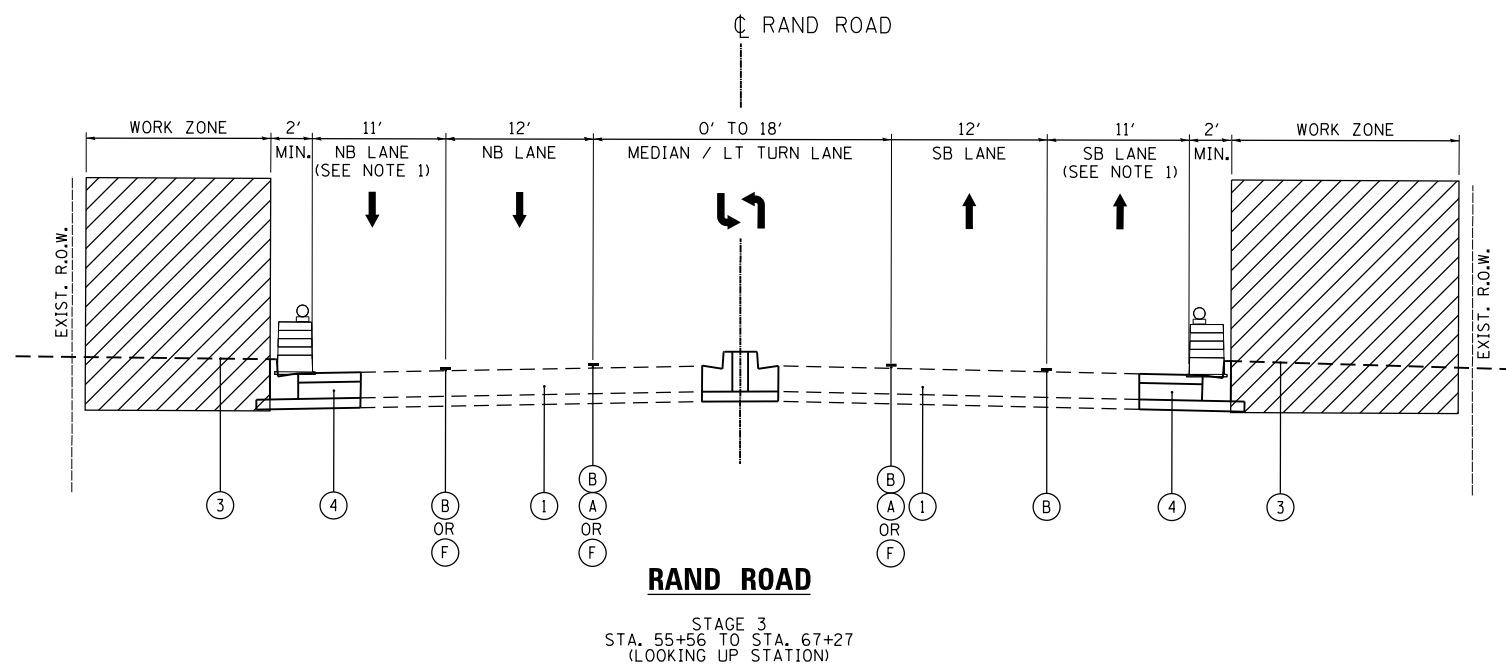 ℄ RAND ROAD
WORK ZONE 2' 11' 12' 0' TO 18' 12' 11' 2' WORK ZONE
MIN. NB LANE NB LANE MEDIAN / LT TURN LANE SB LANE SB LANE MIN.
(SEE NOTE 1) (SEE NOTE 1)
EXIST. R.O.W.
EXIST. R.O.W.
3 4 B 1 B 1 B 4 3
OR A A
F OR OR
F F
RAND ROAD
STAGE 3
STA. 55+56 TO STA. 67+27
(LOOKING UP STATION)